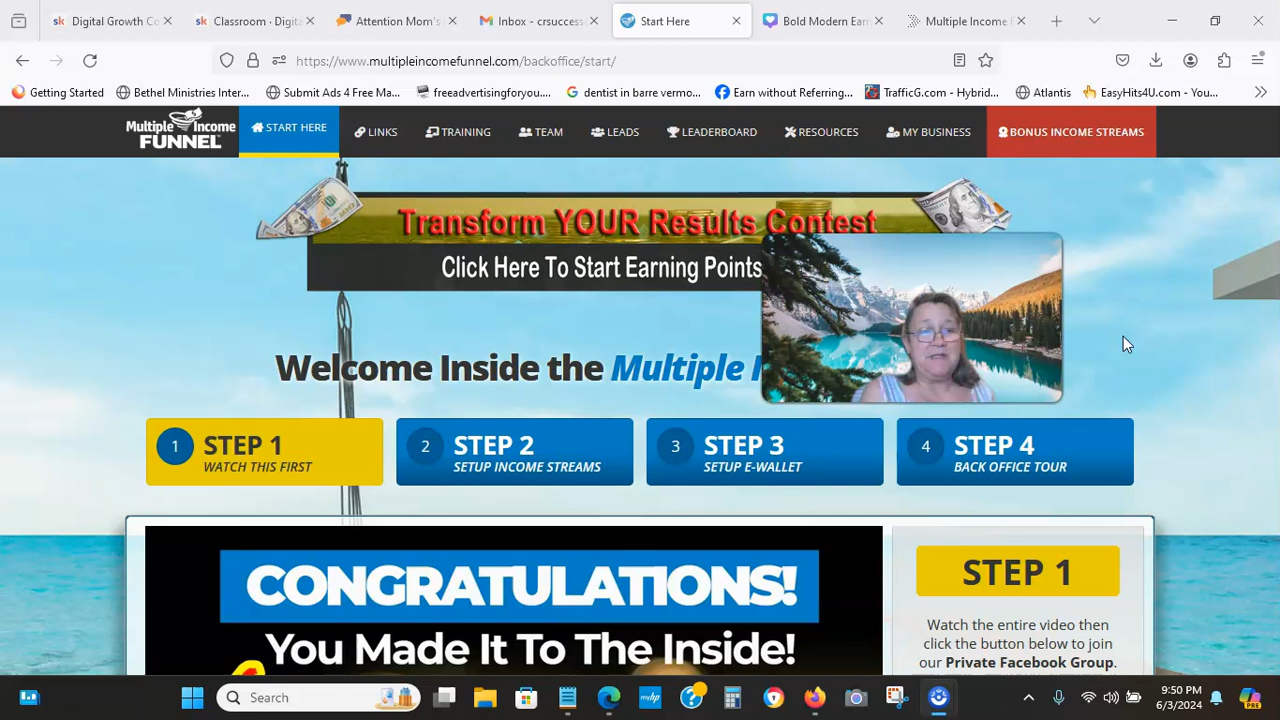 Digital Growth Co
Classroom - Digita
Attention Mom's
Inbox - crsuccess
Start Here
Bold Modern Earn
Multiple Income F
https://www.multipleincomefunnel.com/backoffice/start/
Getting Started
Bethel Ministries Inter...
Submit Ads 4 Free Ma...
freeadvertisingforyou....
dentist in barre vermo...
Earn without Referring...
TrafficG.com - Hybrid...
Atlantis
EasyHits4U.com - Your...
Multiple Income
FUNNEL
START HERE
LINKS
TRAINING
TEAM
LEADS
LEADERBOARD
RESOURCES
MY BUSINESS
BONUS INCOME STREAMS
Transform YOUR Results Contest
Click Here To Start Earning Points
Welcome Inside the Multiple
1 STEP 1
WATCH THIS FIRST
2 STEP 2
SETUP INCOME STREAMS
3 STEP 3
SETUP E-WALLET
4 STEP 4
BACK OFFICE TOUR
CONGRATULATIONS!
You Made It To The Inside!
STEP 1
Watch the entire video then
click the button below to join
our Private Facebook Group.
Search
9:50 PM
6/3/2024